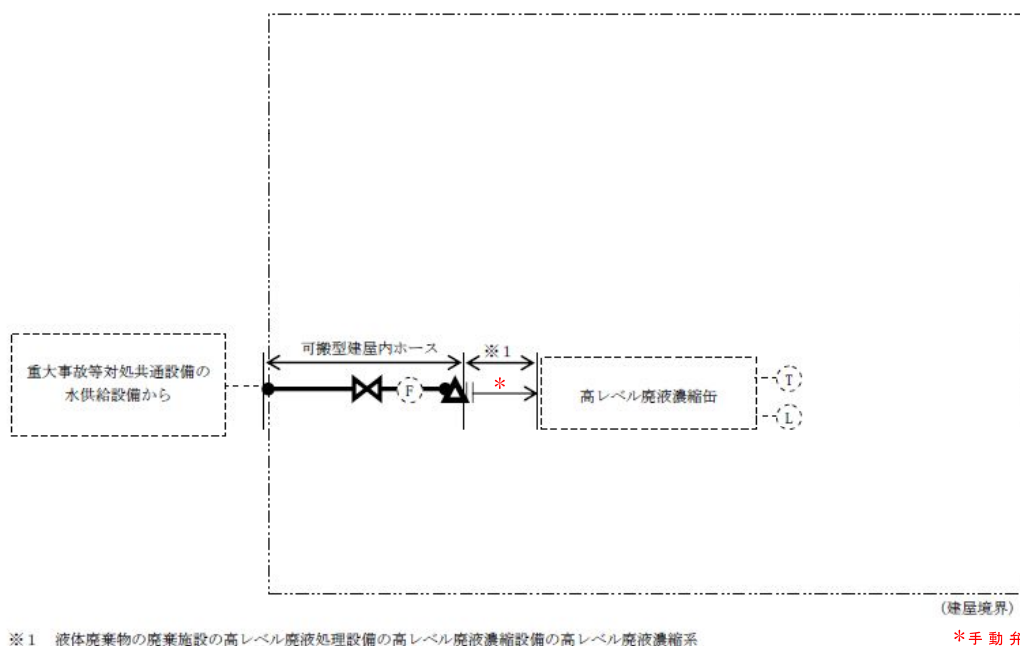 可搬型建屋内ホース
※1
重大事故等対処共通設備の
水供給設備から
F
*
高レベル廃液濃縮缶
T
L
(建屋境界)
※1 液体廃棄物の廃棄施設の高レベル廃液処理設備の高レベル廃液濃縮設備の高レベル廃液濃縮系
*手動弁